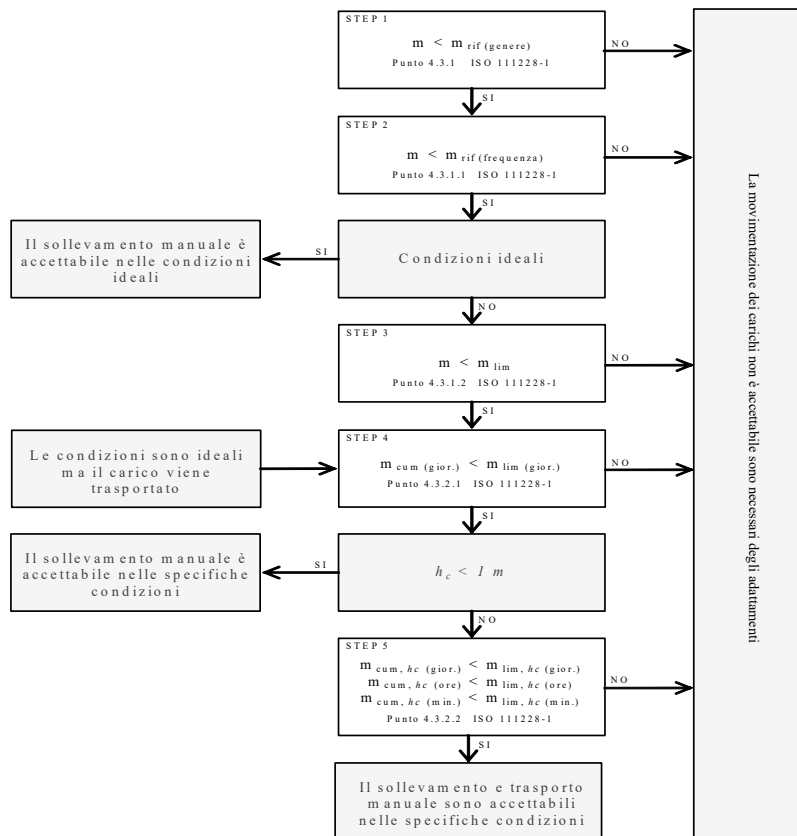 STEP 1
m < m rif (genere)
Punto 4.3.1 ISO 111228-1
NO
SI
STEP 2
m < m rif (frequenza)
Punto 4.3.1.1 ISO 111228-1
NO
SI
Il sollevamento manuale è
accettabile nelle condizioni
ideali
SI
Condizioni ideali
NO
STEP 3
m < m lim
Punto 4.3.1.2 ISO 111228-1
NO
SI
Le condizioni sono ideali
ma il carico viene
trasportato
STEP 4
m cum (gior.) < m lim (gior.)
Punto 4.3.2.1 ISO 111228-1
NO
SI
Il sollevamento manuale è
accettabile nelle specifiche
condizioni
SI
h c < 1 m
NO
STEP 5
m cum, hc (gior.) < m lim, hc (gior.)
m cum, hc (ore) < m lim, hc (ore)
m cum, hc (min.) < m lim, hc (min.)
Punto 4.3.2.2 ISO 111228-1
NO
SI
Il sollevamento e trasporto
manuale sono accettabili
nelle specifiche condizioni
La movimentazione dei carichi non è accettabile sono necessari degli adattamenti